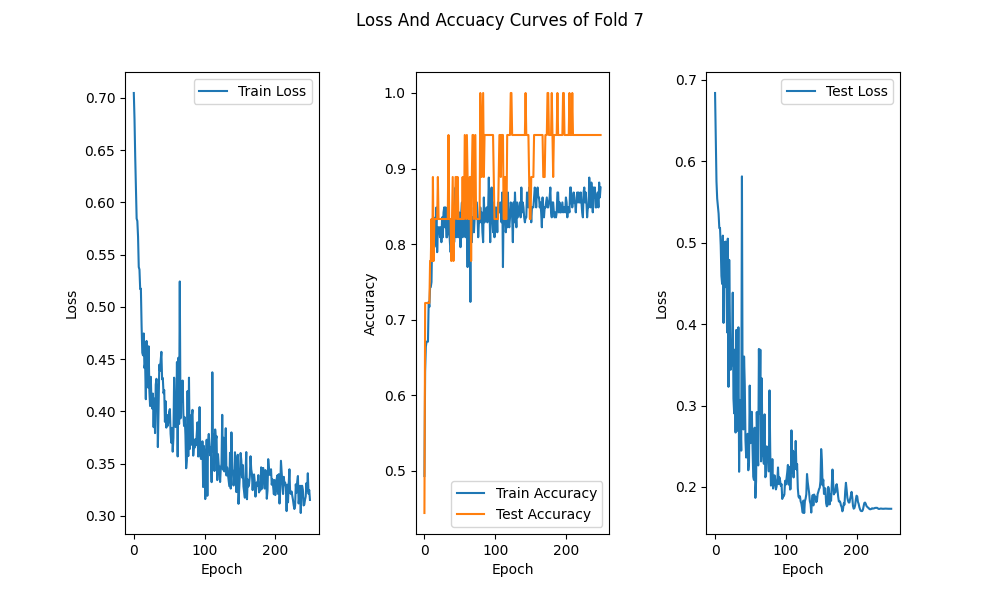 Loss And Accuacy Curves of Fold 7
Train Loss
0.70
0.65
0.60
0.55
0.50
0.45
0.40
0.35
0.30
Loss
0
100
200
Epoch
1.0
0.9
0.8
0.7
0.6
0.5
Accuracy
Train Accuracy
Test Accuracy
0
100
200
Epoch
Test Loss
0.7
0.6
0.5
0.4
0.3
0.2
Loss
0
100
200
Epoch